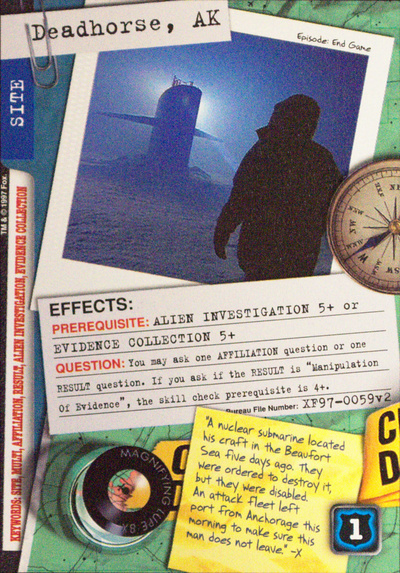 Deadhorse, AK
Episode: End Game
SITE
TM & © 1997 Fox.
KEYWORDS: SITE, MULTI, AFFILIATION, RESULT, ALIEN INVESTIGATION, EVIDENCE COLLECTION
EFFECTS:
PREREQUISITE: ALIEN INVESTIGATION 5+ or
EVIDENCE COLLECTION 5+
QUESTION: You may ask one AFFILIATION question or one
RESULT question. If you ask if the RESULT is "Manipulation
of Evidence", the skill check prerequisite is 4+.
Bureau File Number: XF97-0059v2
"A nuclear submarine located
his craft in the Beaufort
Sea five days ago. They
were ordered to destroy it,
but they were disabled.
An attack fleet left
port from Anchorage this
morning to make sure this
man does not leave." -X
MAGNIFYING LUPE 8X
1